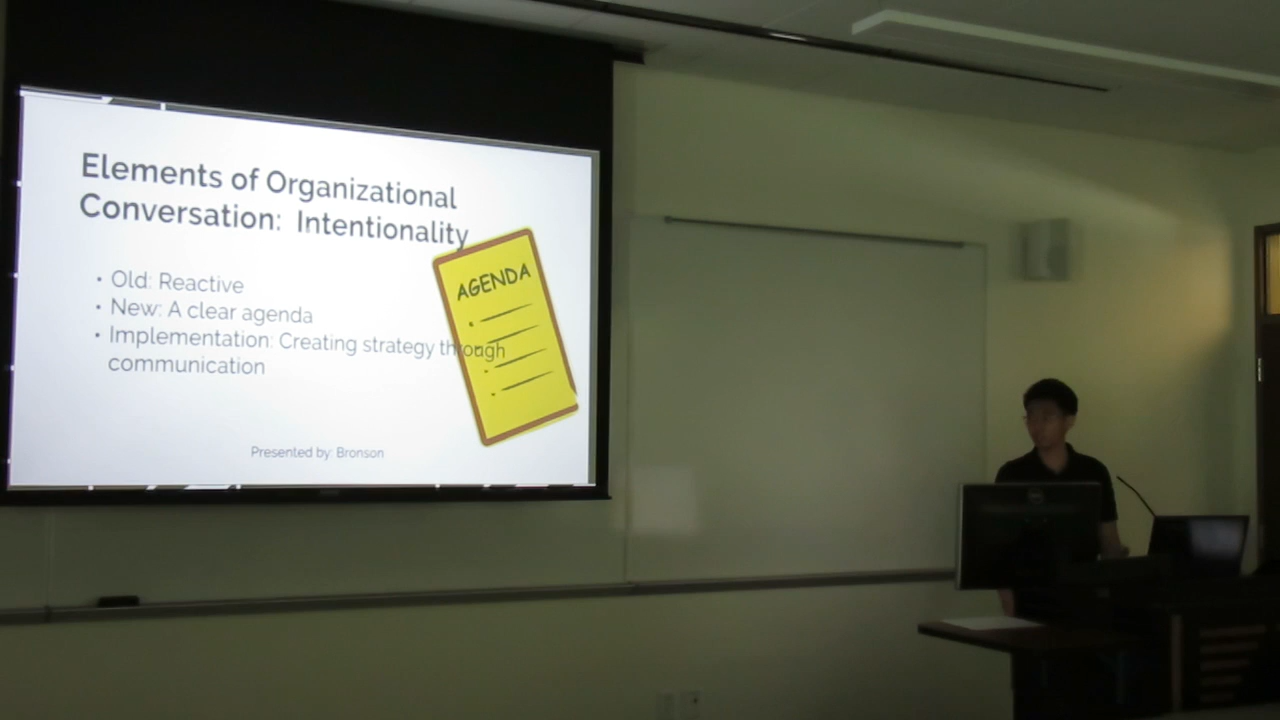 Elements of Organizational
Conversation: Intentionality
• Old: Reactive
• New: A clear agenda
• Implementation: Creating strategy through
communication
AGENDA
Presented by: Bronson